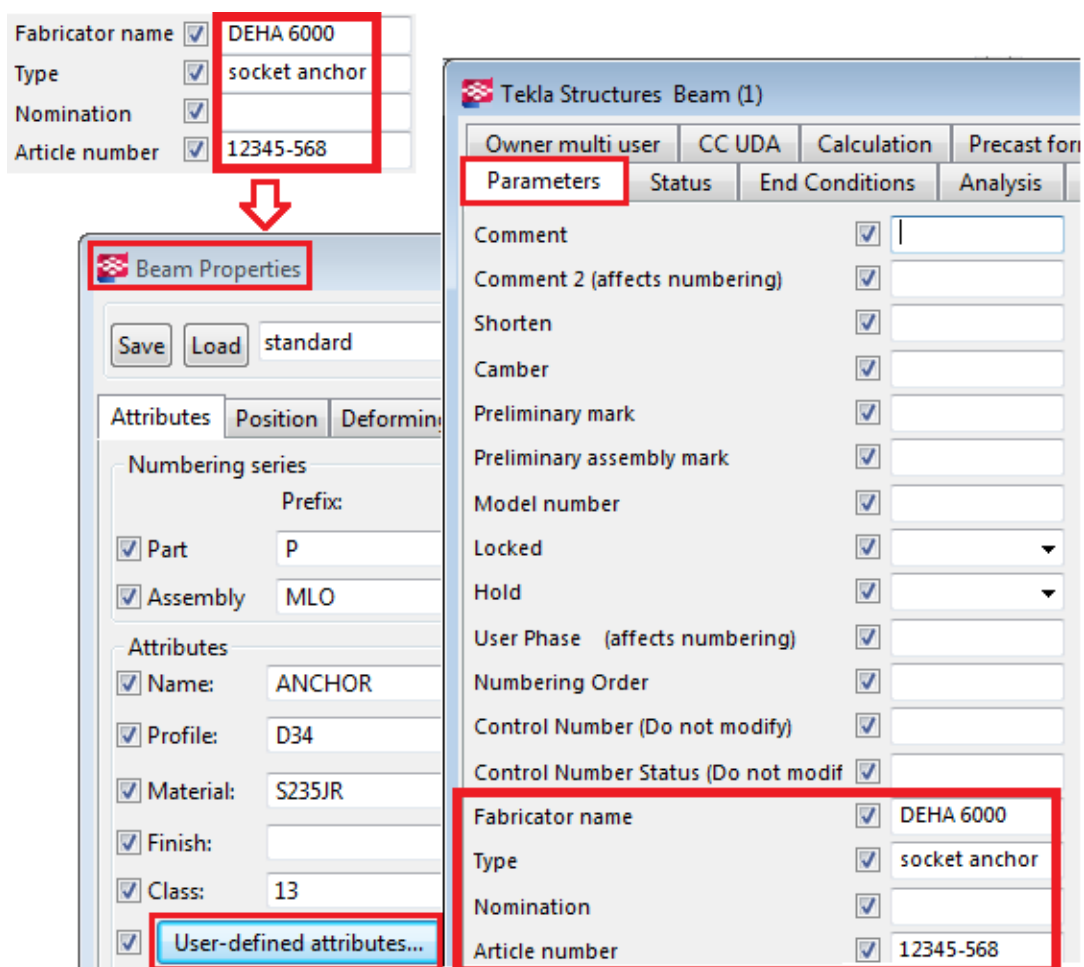 Fabricator name DEHA 6000
Type socket anchor
Nomination
Article number 12345-568
Beam Properties
Save Load standard
Attributes Position Deforming
Numbering series
Prefix:
Part P
Assembly MLO
Attributes
Name: ANCHOR
Profile: D34
Material: S235JR
Finish:
Class: 13
User-defined attributes...
Tekla Structures Beam (1)
Owner multi user CC UDA Calculation Precast for
Parameters Status End Conditions Analysis
Comment
Comment 2 (affects numbering)
Shorten
Camber
Preliminary mark
Preliminary assembly mark
Model number
Locked
Hold
User Phase (affects numbering)
Numbering Order
Control Number (Do not modify)
Control Number Status (Do not modif
Fabricator name DEHA 6000
Type socket anchor
Nomination
Article number 12345-568